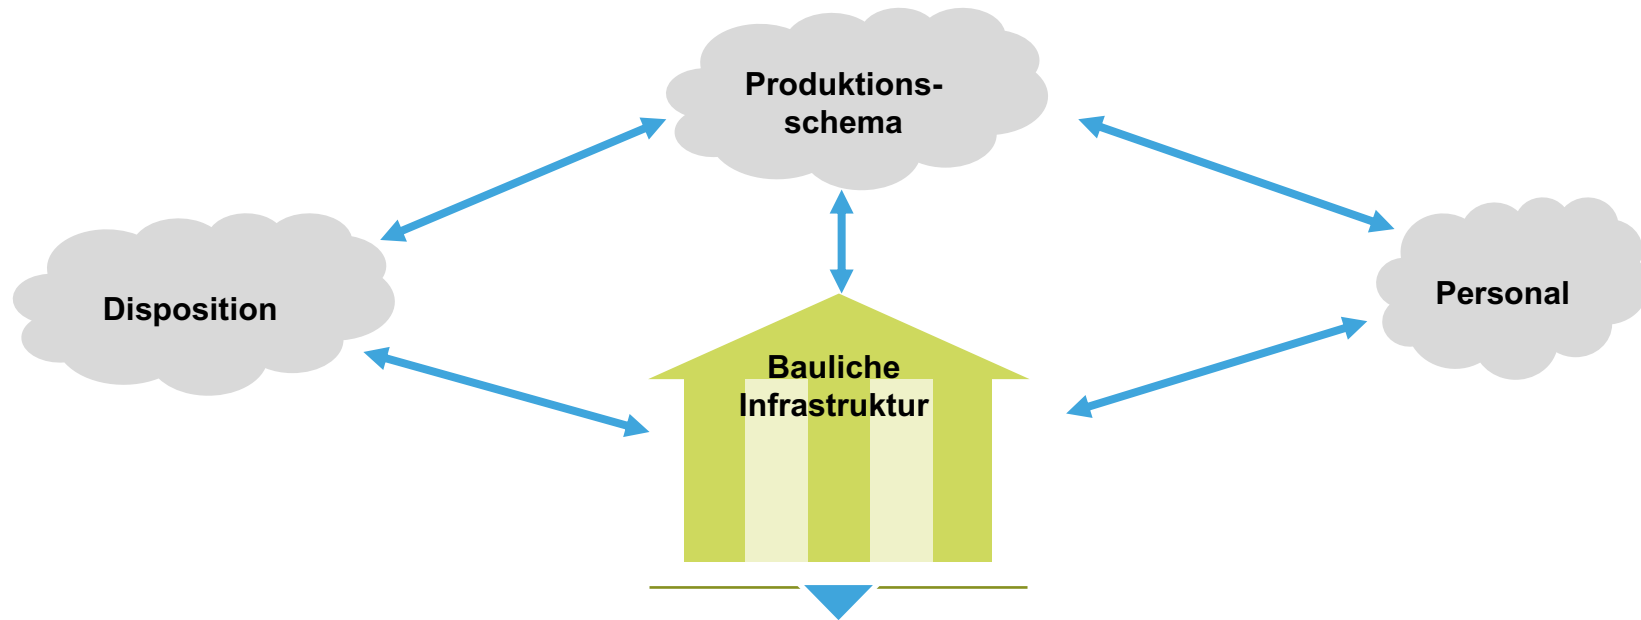 Produktions-
schema
Disposition
Personal
Bauliche
Infrastruktur